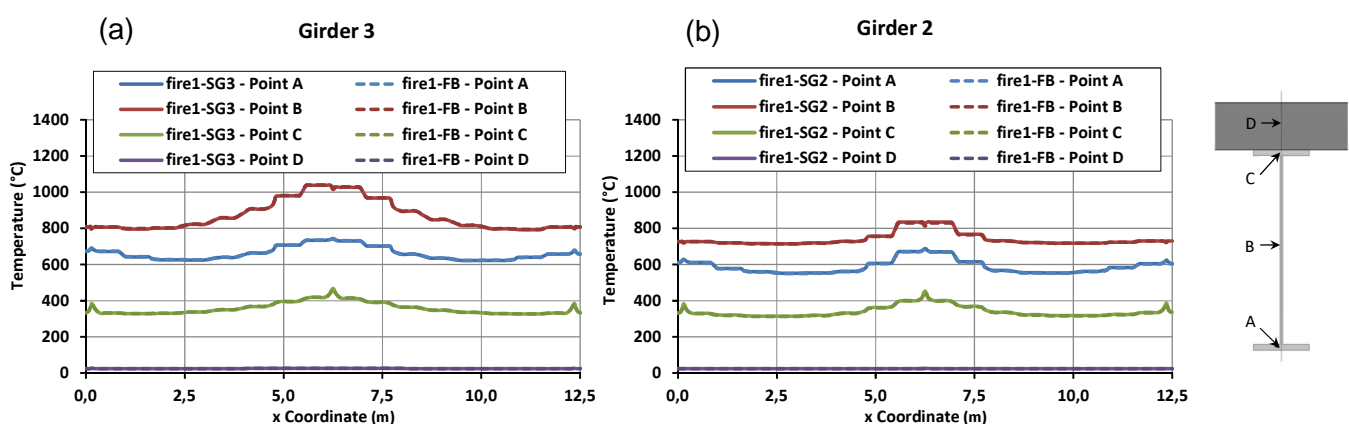 (a)
Girder 3
fire1-SG3 - Point A
fire1-FB - Point A
fire1-SG3 - Point B
fire1-FB - Point B
fire1-SG3 - Point C
fire1-FB - Point C
fire1-SG3 - Point D
fire1-FB - Point D
Temperature (°C)
1400
1200
1000
800
600
400
200
0
0,0 2,5 5,0 7,5 10,0 12,5
x Coordinate (m)
(b)
Girder 2
fire1-SG2 - Point A
fire1-FB - Point A
fire1-SG2 - Point B
fire1-FB - Point B
fire1-SG2 - Point C
fire1-FB - Point C
fire1-SG2 - Point D
fire1-FB - Point D
Temperature (°C)
1400
1200
1000
800
600
400
200
0
0,0 2,5 5,0 7,5 10,0 12,5
x Coordinate (m)
D
C
B
A